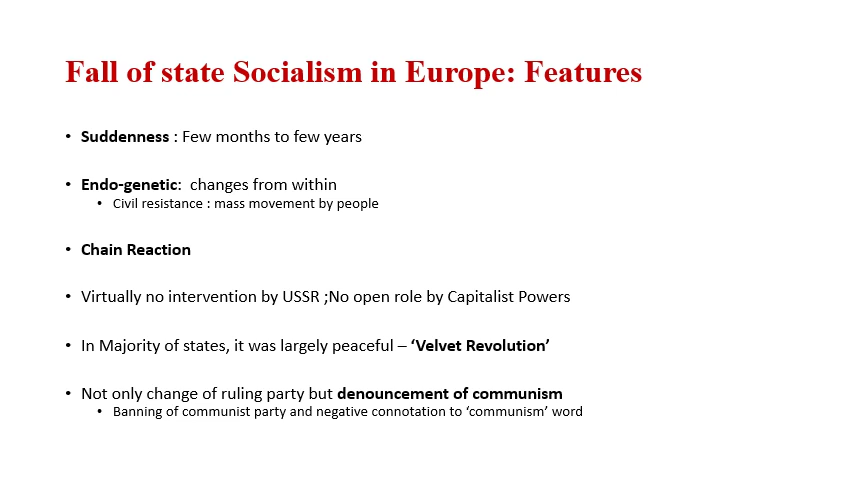 Fall of state Socialism in Europe: Features
• Suddenness : Few months to few years
• Endo-genetic:  changes from within
• Civil resistance : mass movement by people
• Chain Reaction
• Virtually no intervention by USSR ;No open role by Capitalist Powers
• In Majority of states, it was largely peaceful – ‘Velvet Revolution’
• Not only change of ruling party but denouncement of communism
• Banning of communist party and negative connotation to ‘communism’ word